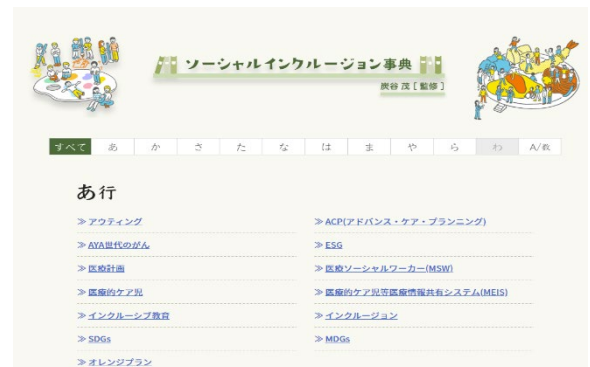 ソーシャルインクルージョン事典
炭谷 茂 [ 監修 ]
すべて あ か さ た な は ま や ら わ A/数
あ行
≫ アウティング
≫ ACP(アドバンス・ケア・プランニング)
≫ AYA世代のがん
≫ ESG
≫ 医療計画
≫ 医療ソーシャルワーカー(MSW)
≫ 医療的ケア児
≫ 医療的ケア児等医療情報共有システム(MEIS)
≫ インクルーシブ教育
≫ インクルージョン
≫ SDGs
≫ MDGs
≫ オレンジプラン